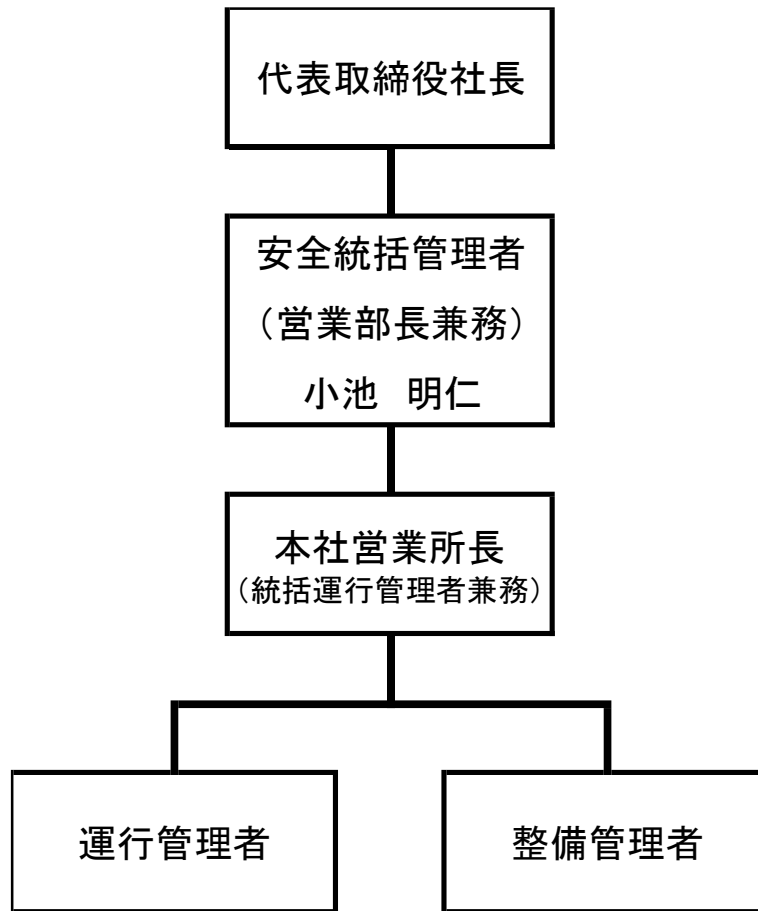 代表取締役社長
安全統括管理者
（営業部長兼務）
小池　明仁
本社営業所長
（統括運行管理者兼務）
運行管理者
整備管理者